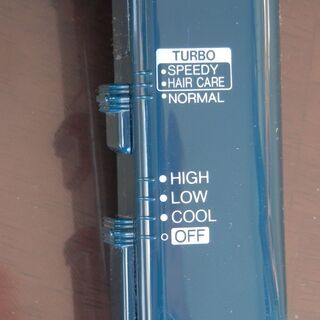 TURBO
•SPEEDY
•HAIR CARE
•NORMAL
•HIGH
•LOW
•COOL
○OFF